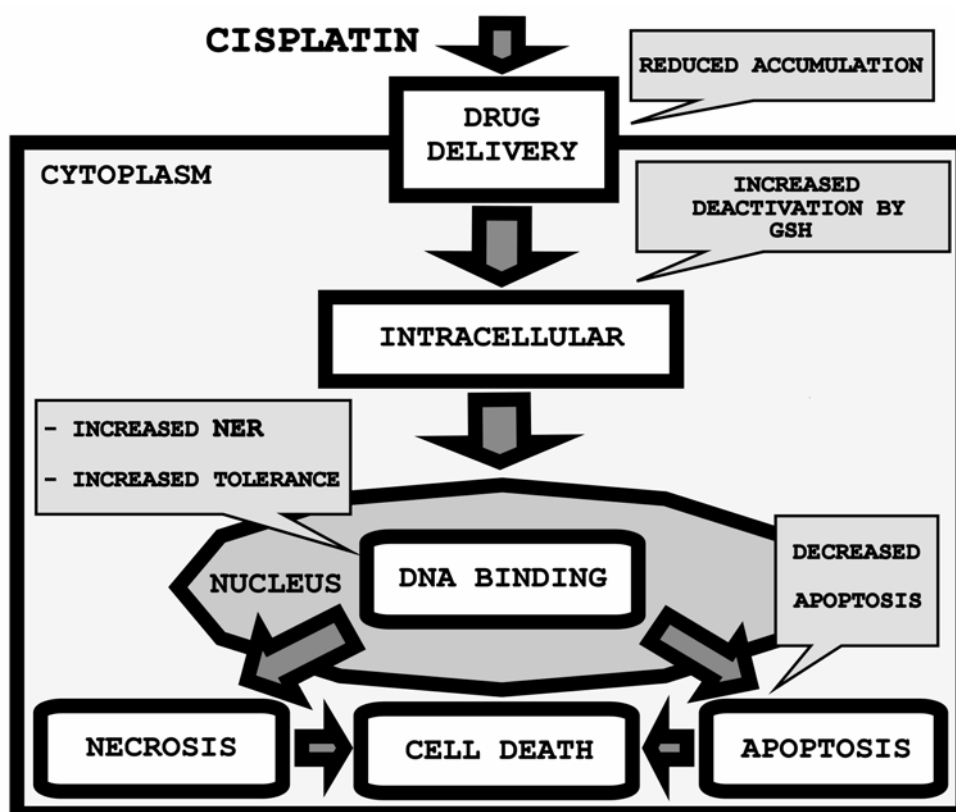 CISPLATIN
REDUCED ACCUMULATION
DRUG
DELIVERY
CYTOPLASM
INCREASED
DEACTIVATION BY
GSH
INTRACELLULAR
- INCREASED NER
- INCREASED TOLERANCE
NUCLEUS
DNA BINDING
DECREASED
APOPTOSIS
NECROSIS
CELL DEATH
APOPTOSIS